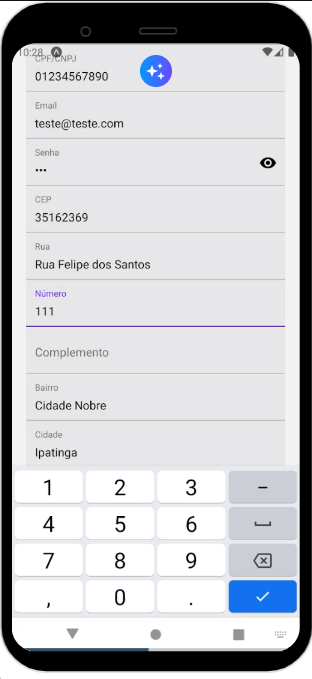 10:28
CPF/CNPJ
01234567890
Email
teste@teste.com
Senha
•••
CEP
35162369
Rua
Rua Felipe dos Santos
Número
111
Complemento
Bairro
Cidade Nobre
Cidade
Ipatinga
1 2 3 –
4 5 6
7 8 9
, 0 .